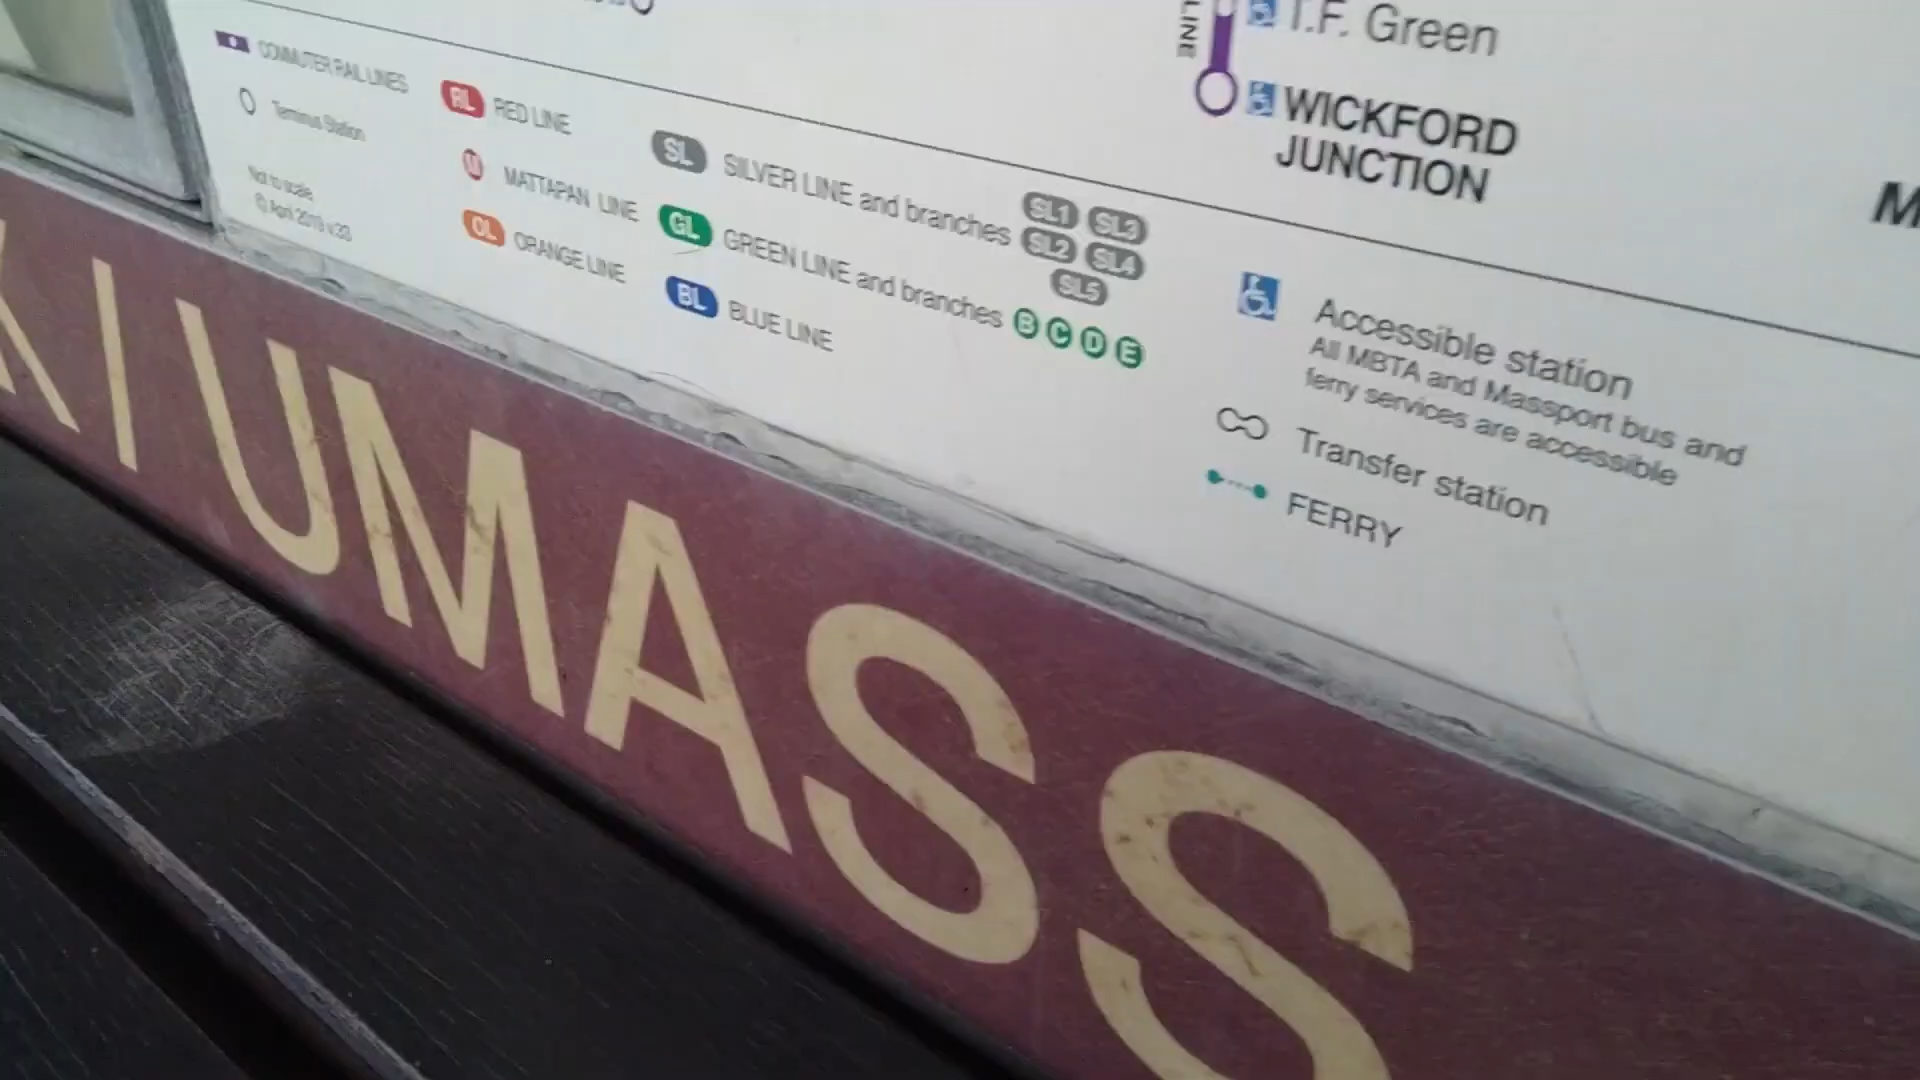 LINE
T.F. Green
WICKFORD
JUNCTION
COMMUTER RAIL LINES
Terminus Station
Not to scale
© April 2019 v.33
RL RED LINE
M MATTAPAN LINE
OL ORANGE LINE
SL SILVER LINE and branches
SL1 SL3
SL2 SL4
SL5
GL GREEN LINE and branches B C D E
BL BLUE LINE
Accessible station
All MBTA and Massport bus and
ferry services are accessible
Transfer station
FERRY
/ UMASS